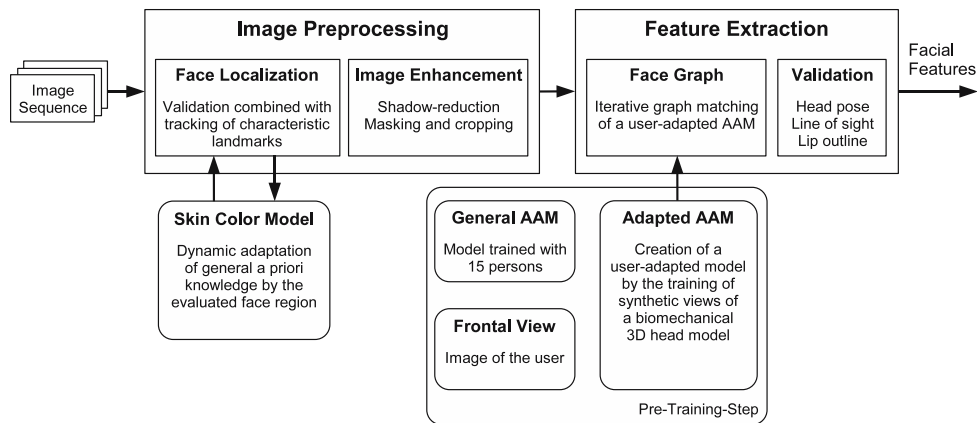 Image Preprocessing
Feature Extraction
Image
Sequence
Face Localization
Validation combined with
tracking of characteristic
landmarks
Image Enhancement
Shadow-reduction
Masking and cropping
Face Graph
Iterative graph matching
of a user-adapted AAM
Validation
Head pose
Line of sight
Lip outline
Facial
Features
Skin Color Model
Dynamic adaptation
of general a priori
knowledge by the
evaluated face region
General AAM
Model trained with
15 persons
Frontal View
Image of the user
Adapted AAM
Creation of a
user-adapted model
by the training of
synthetic views of
a biomechanical
3D head model
Pre-Training-Step